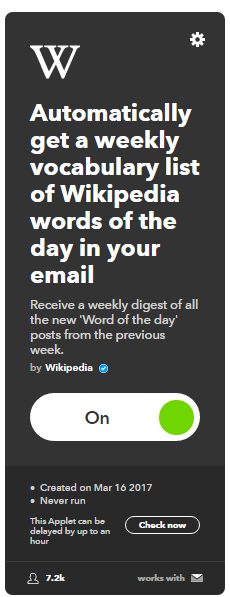 W
Automatically
get a weekly
vocabulary list
of Wikipedia
words of the
day in your
email
Receive a weekly digest of all
the new 'Word of the day'
posts from the previous
week.
by Wikipedia
On
• Created on Mar 16 2017
• Never run
This Applet can be
delayed by up to an
hour
Check now
7.2k
works with